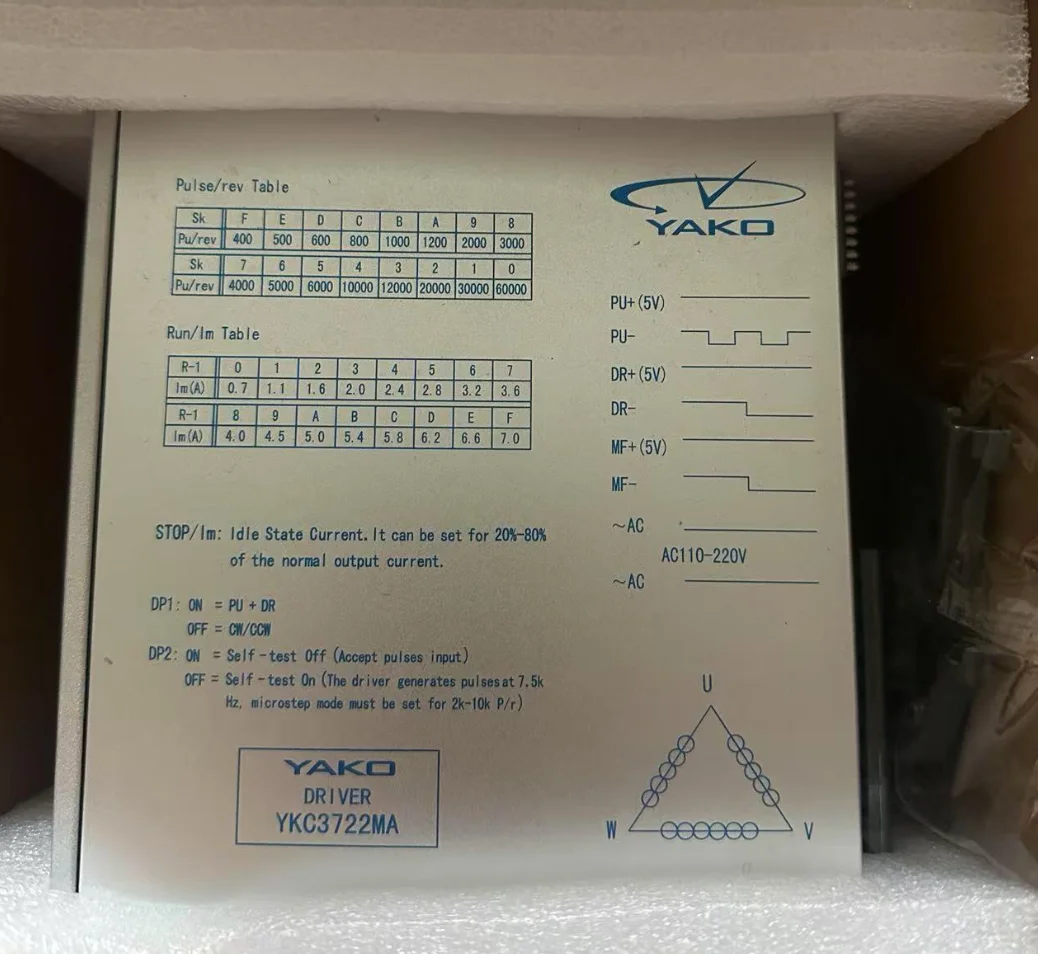 Pulse/rev Table
Sk F E D C B A 9 8
Pu/rev 400 500 600 800 1000 1200 2000 3000
Sk 7 6 5 4 3 2 1 0
Pu/rev 4000 5000 6000 10000 12000 20000 30000 60000
Run/Im Table
R-1 0 1 2 3 4 5 6 7
Im(A) 0.7 1.1 1.6 2.0 2.4 2.8 3.2 3.6
R-1 8 9 A B C D E F
Im(A) 4.0 4.5 5.0 5.4 5.8 6.2 6.6 7.0
STOP/Im: Idle State Current. It can be set for 20%-80%
of the normal output current.
DP1: ON = PU + DR
OFF = CW/CCW
DP2: ON = Self-test Off (Accept pulses input)
OFF = Self-test On (The driver generates pulses at 7.5k
Hz, microstep mode must be set for 2k-10k P/r)
YAKO
DRIVER
YKC3722MA
YAKO
PU+(5V)
PU-
DR+(5V)
DR-
MF+(5V)
MF-
~AC
AC110-220V
~AC
U
W V